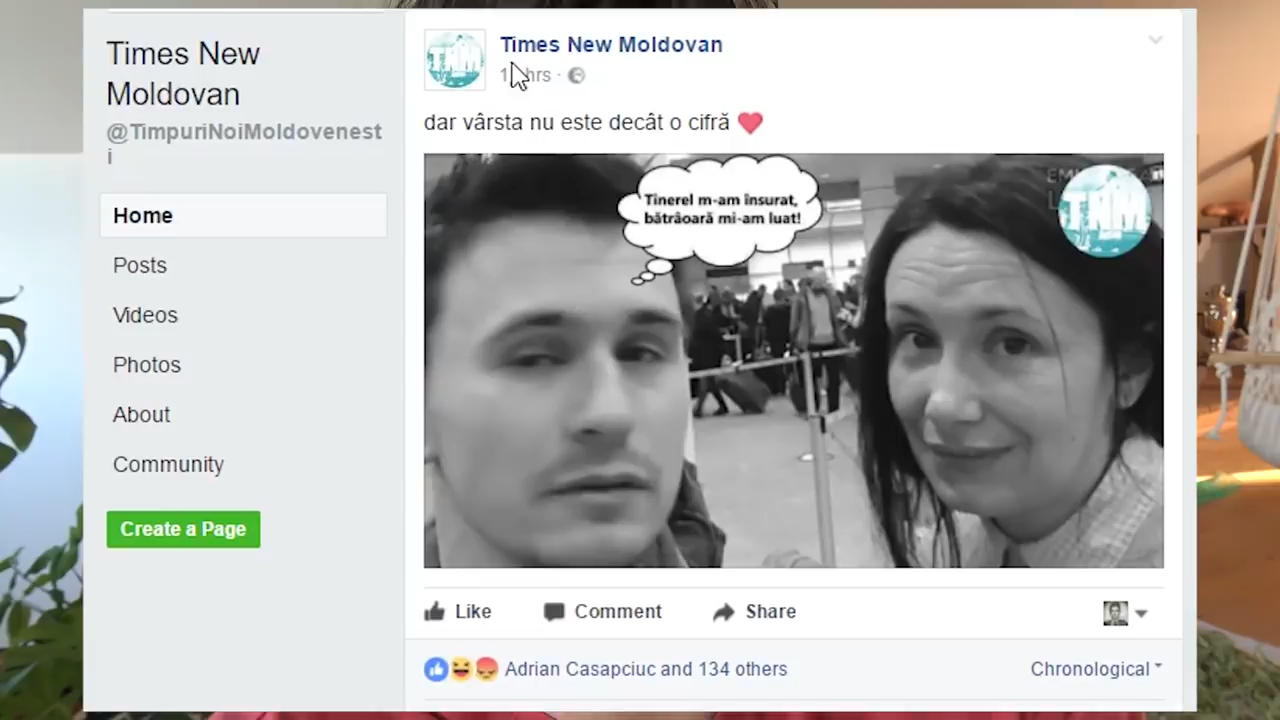 Times New
Moldovan
@TimpuriNoiMoldovenest
i
Home
Posts
Videos
Photos
About
Community
Create a Page
TNM
Times New Moldovan
hrs ·
dar vârsta nu este decât o cifră ❤
Tinerel m-am însurat,
bătrâoară mi-am luat!
TNM
Like
Comment
Share
Adrian Casapciuc and 134 others
Chronological